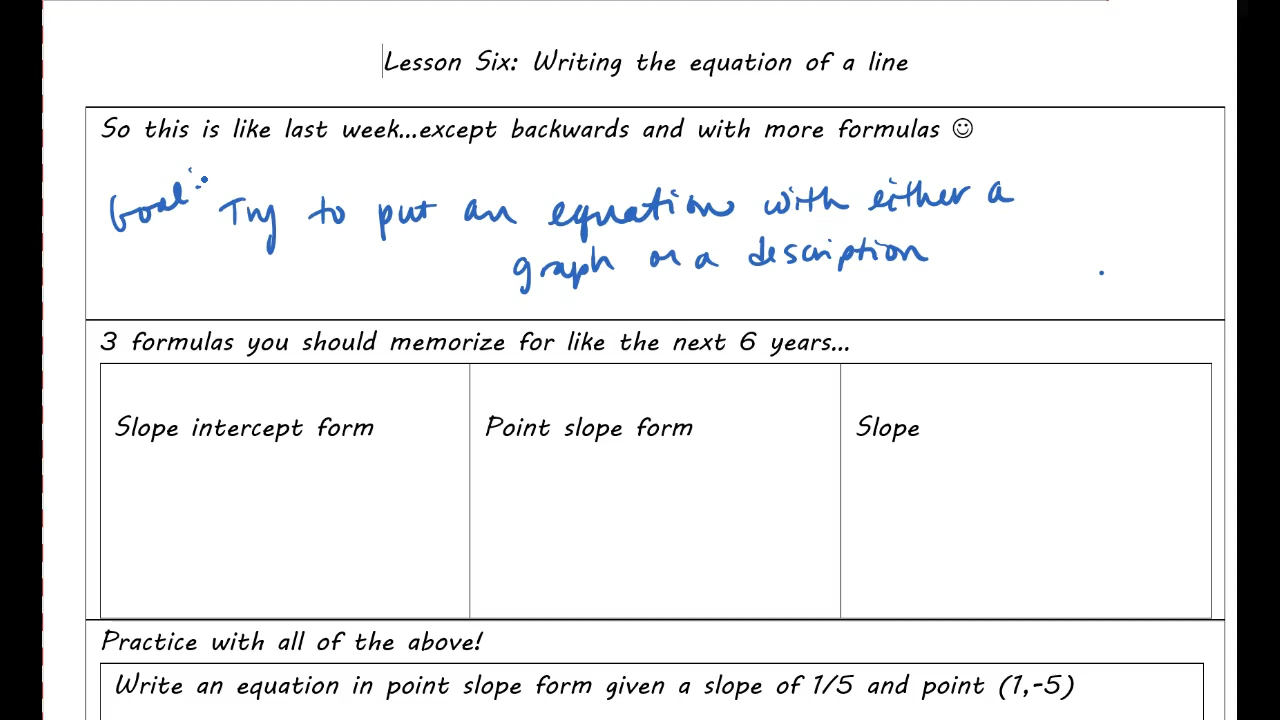 Lesson Six: Writing the equation of a line
So this is like last week...except backwards and with more formulas ☺
Goal: Try to put an equation with either a
graph or a description
3 formulas you should memorize for like the next 6 years...
Slope intercept form
Point slope form
Slope
Practice with all of the above!
Write an equation in point slope form given a slope of 1/5 and point (1,-5)